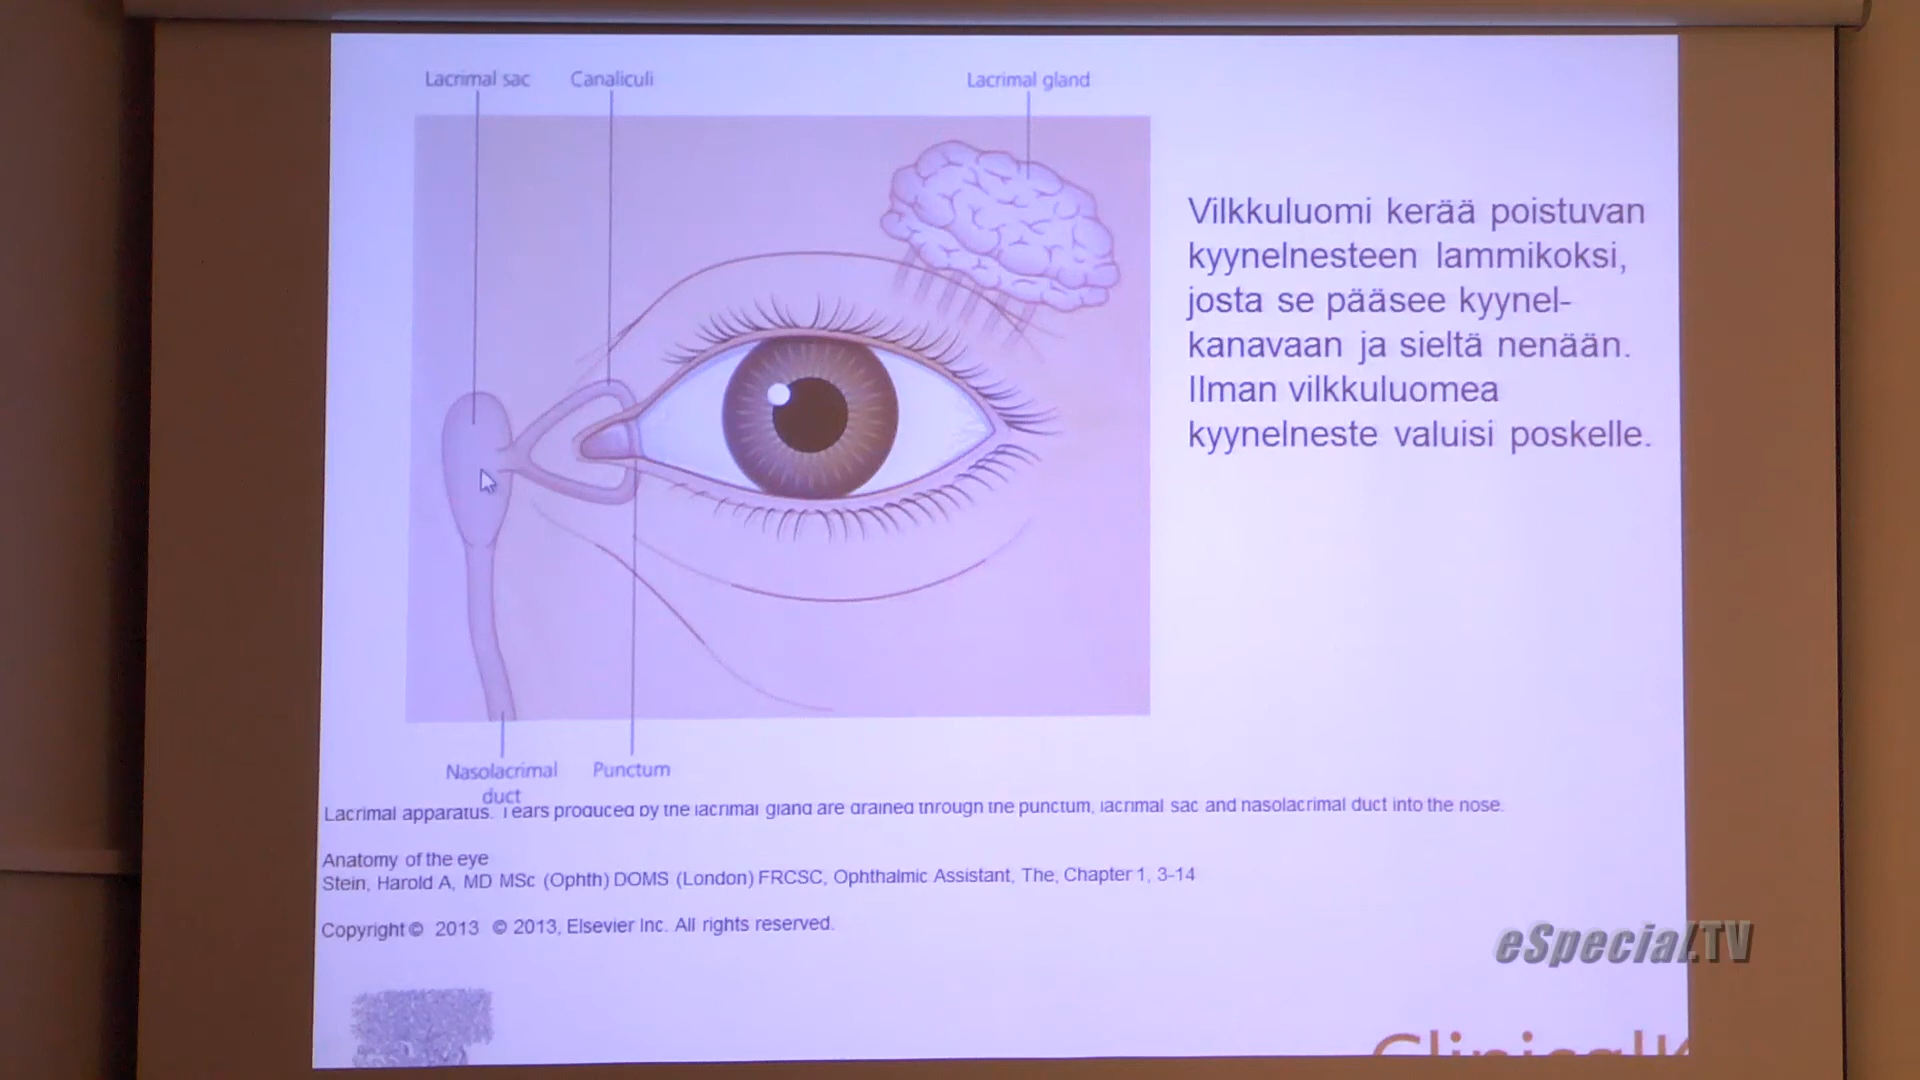 Lacrimal sac
Canaliculi
Lacrimal gland
Vilkkuluomi kerää poistuvan
kyynelnesteen lammikoksi,
josta se pääsee kyynel-
kanavaan ja sieltä nenään.
Ilman vilkkuluomea
kyynelneste valuisi poskelle.
Nasolacrimal
duct
Punctum
Lacrimal apparatus. Tears produced by the lacrimal gland are drained through the punctum, lacrimal sac and nasolacrimal duct into the nose.
Anatomy of the eye
Stein, Harold A, MD MSc (Ophth) DOMS (London) FRCSC, Ophthalmic Assistant, The, Chapter 1, 3-14
Copyright © 2013 © 2013, Elsevier Inc. All rights reserved.
eSpecial.TV
ClinicalK